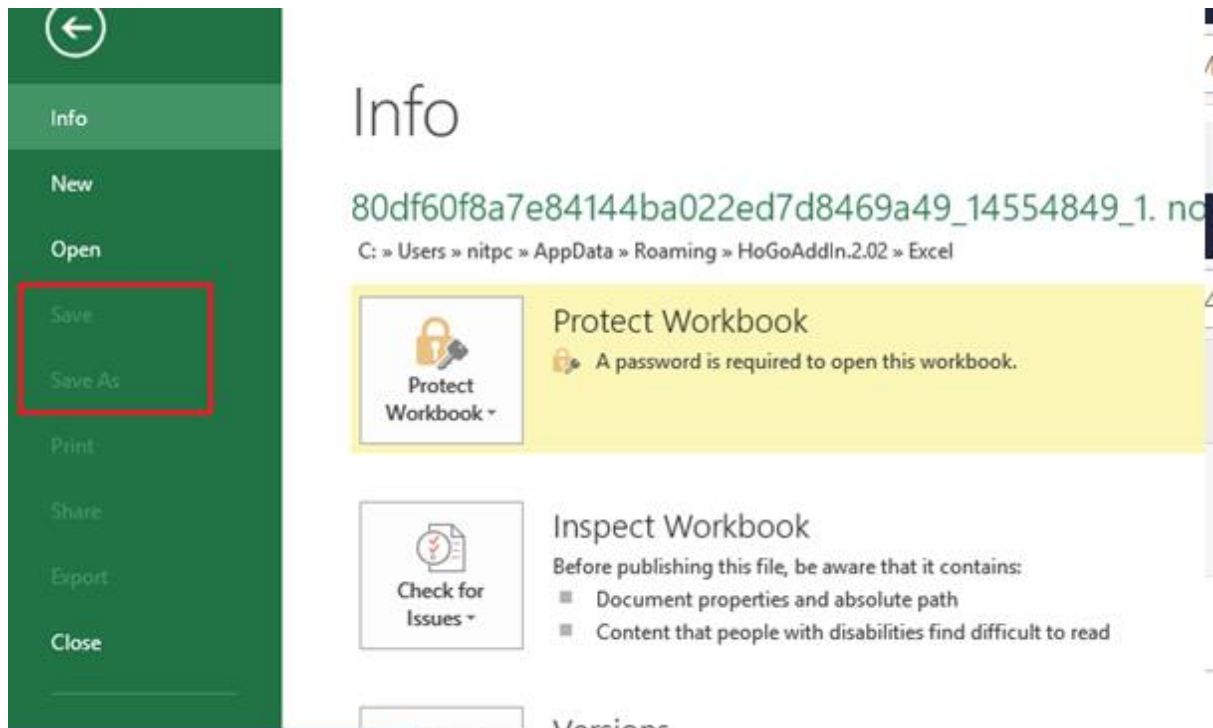 Info
New
Open
Save
Save As
Print
Share
Export
Close
Info
80df60f8a7e84144ba022ed7d8469a49_14554849_1. no
C: » Users » nitpc » AppData » Roaming » HoGoAddIn.2.02 » Excel
Protect
Workbook
Protect Workbook
A password is required to open this workbook.
Check for
Issues
Inspect Workbook
Before publishing this file, be aware that it contains:
Document properties and absolute path
Content that people with disabilities find difficult to read
Versions